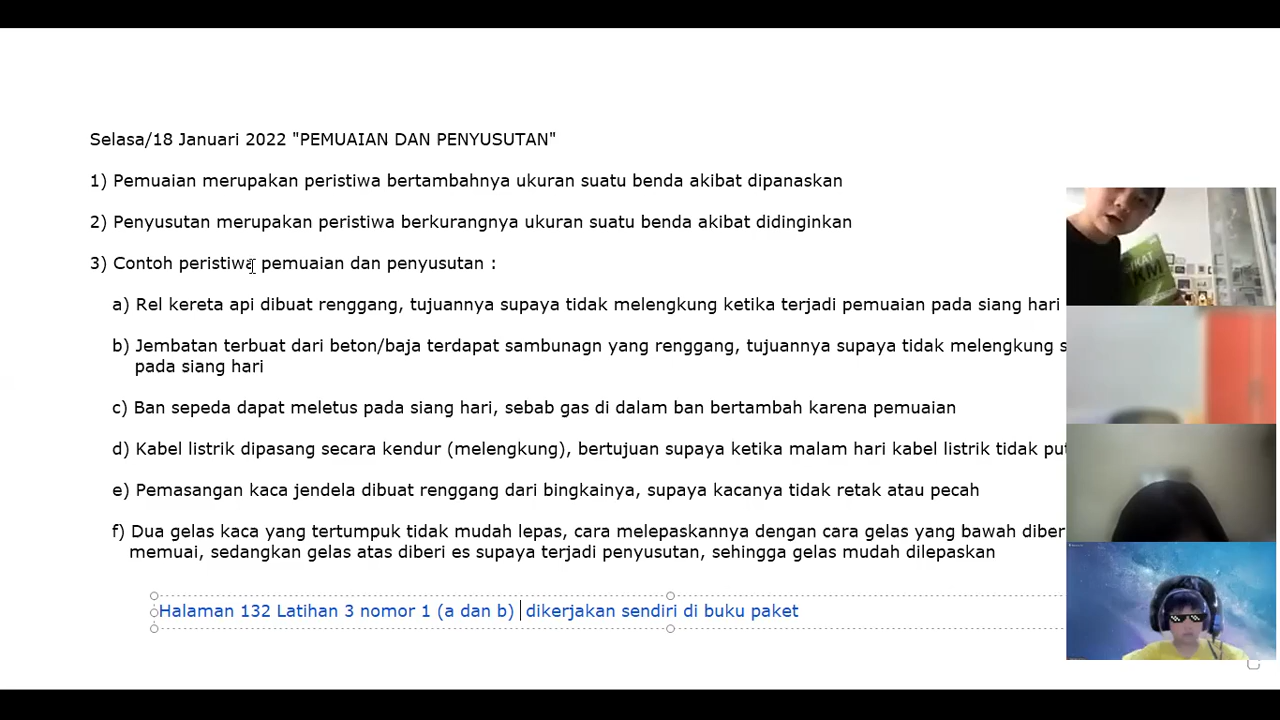 Selasa/18 Januari 2022 "PEMUAIAN DAN PENYUSUTAN"
1) Pemuaian merupakan peristiwa bertambahnya ukuran suatu benda akibat dipanaskan
2) Penyusutan merupakan peristiwa berkurangnya ukuran suatu benda akibat didinginkan
3) Contoh peristiwa pemuaian dan penyusutan :
a) Rel kereta api dibuat renggang, tujuannya supaya tidak melengkung ketika terjadi pemuaian pada siang hari
b) Jembatan terbuat dari beton/baja terdapat sambunagn yang renggang, tujuannya supaya tidak melengkung
pada siang hari
c) Ban sepeda dapat meletus pada siang hari, sebab gas di dalam ban bertambah karena pemuaian
d) Kabel listrik dipasang secara kendur (melengkung), bertujuan supaya ketika malam hari kabel listrik tidak
e) Pemasangan kaca jendela dibuat renggang dari bingkainya, supaya kacanya tidak retak atau pecah
f) Dua gelas kaca yang tertumpuk tidak mudah lepas, cara melepaskannya dengan cara gelas yang bawah
memuai, sedangkan gelas atas diberi es supaya terjadi penyusutan, sehingga gelas mudah dilepaskan
Halaman 132 Latihan 3 nomor 1 (a dan b) dikerjakan sendiri di buku paket